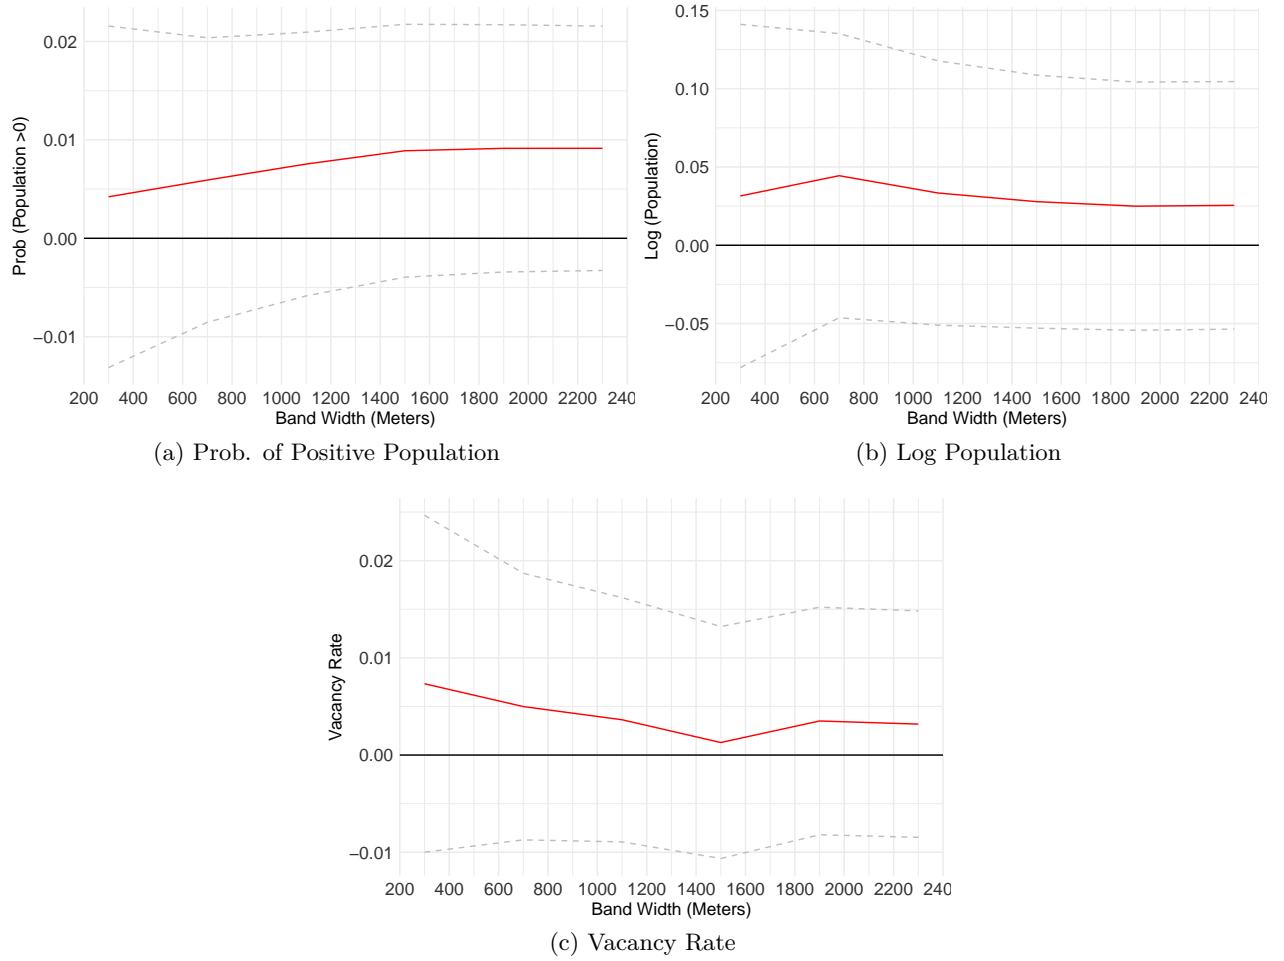 0.02
0.01
0.00
−0.01
Prob (Population >0)
200 400 600 800 1000 1200 1400 1600 1800 2000 2200 240
Band Width (Meters)
(a) Prob. of Positive Population
0.15
0.10
0.05
0.00
−0.05
Log (Population)
200 400 600 800 1000 1200 1400 1600 1800 2000 2200 240
Band Width (Meters)
(b) Log Population
0.02
0.01
0.00
−0.01
Vacancy Rate
200 400 600 800 1000 1200 1400 1600 1800 2000 2200 240
Band Width (Meters)
(c) Vacancy Rate